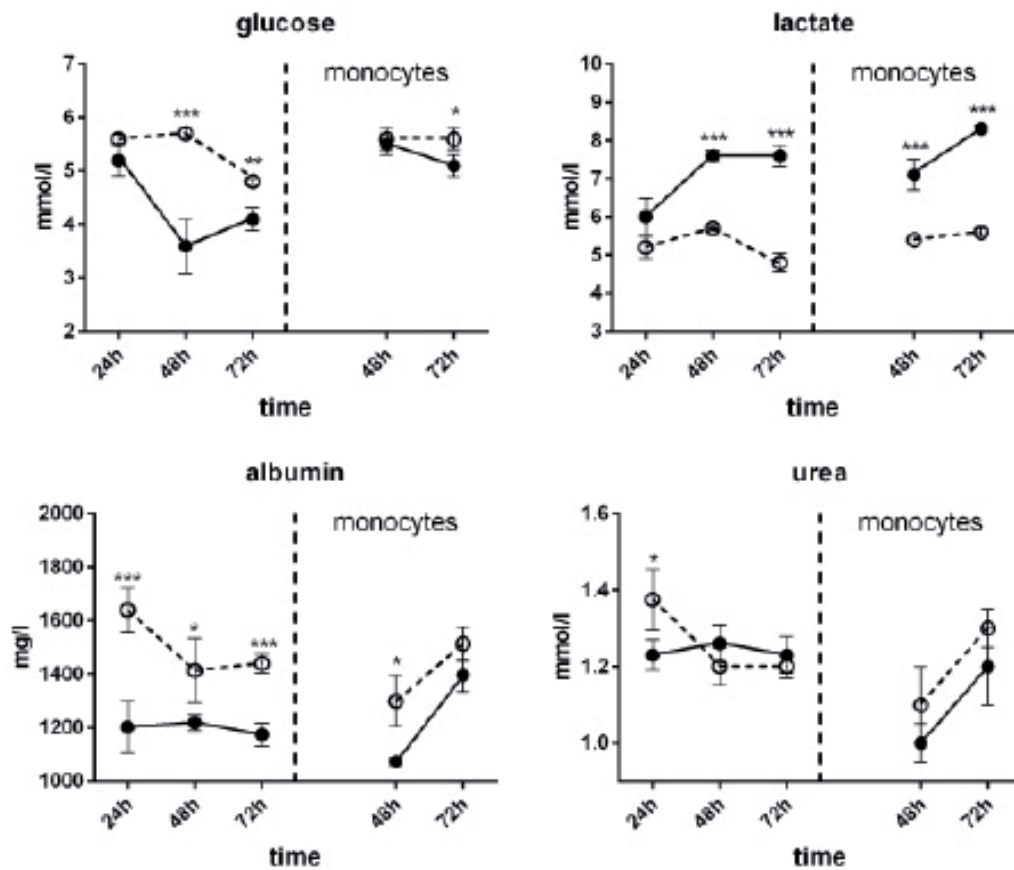 glucose
7
6
5
4
3
2
mmol/l
monocytes
***
**
*
24h
48h
72h
48h
72h
time
lactate
10
9
8
7
6
5
4
3
mmol/l
monocytes
***
***
***
***
24h
48h
72h
48h
72h
time
albumin
2000
1800
1600
1400
1200
1000
mg/l
monocytes
***
*
***
*
24h
48h
72h
48h
72h
time
urea
1.6
1.4
1.2
1.0
mmol/l
monocytes
*
24h
48h
72h
48h
72h
time